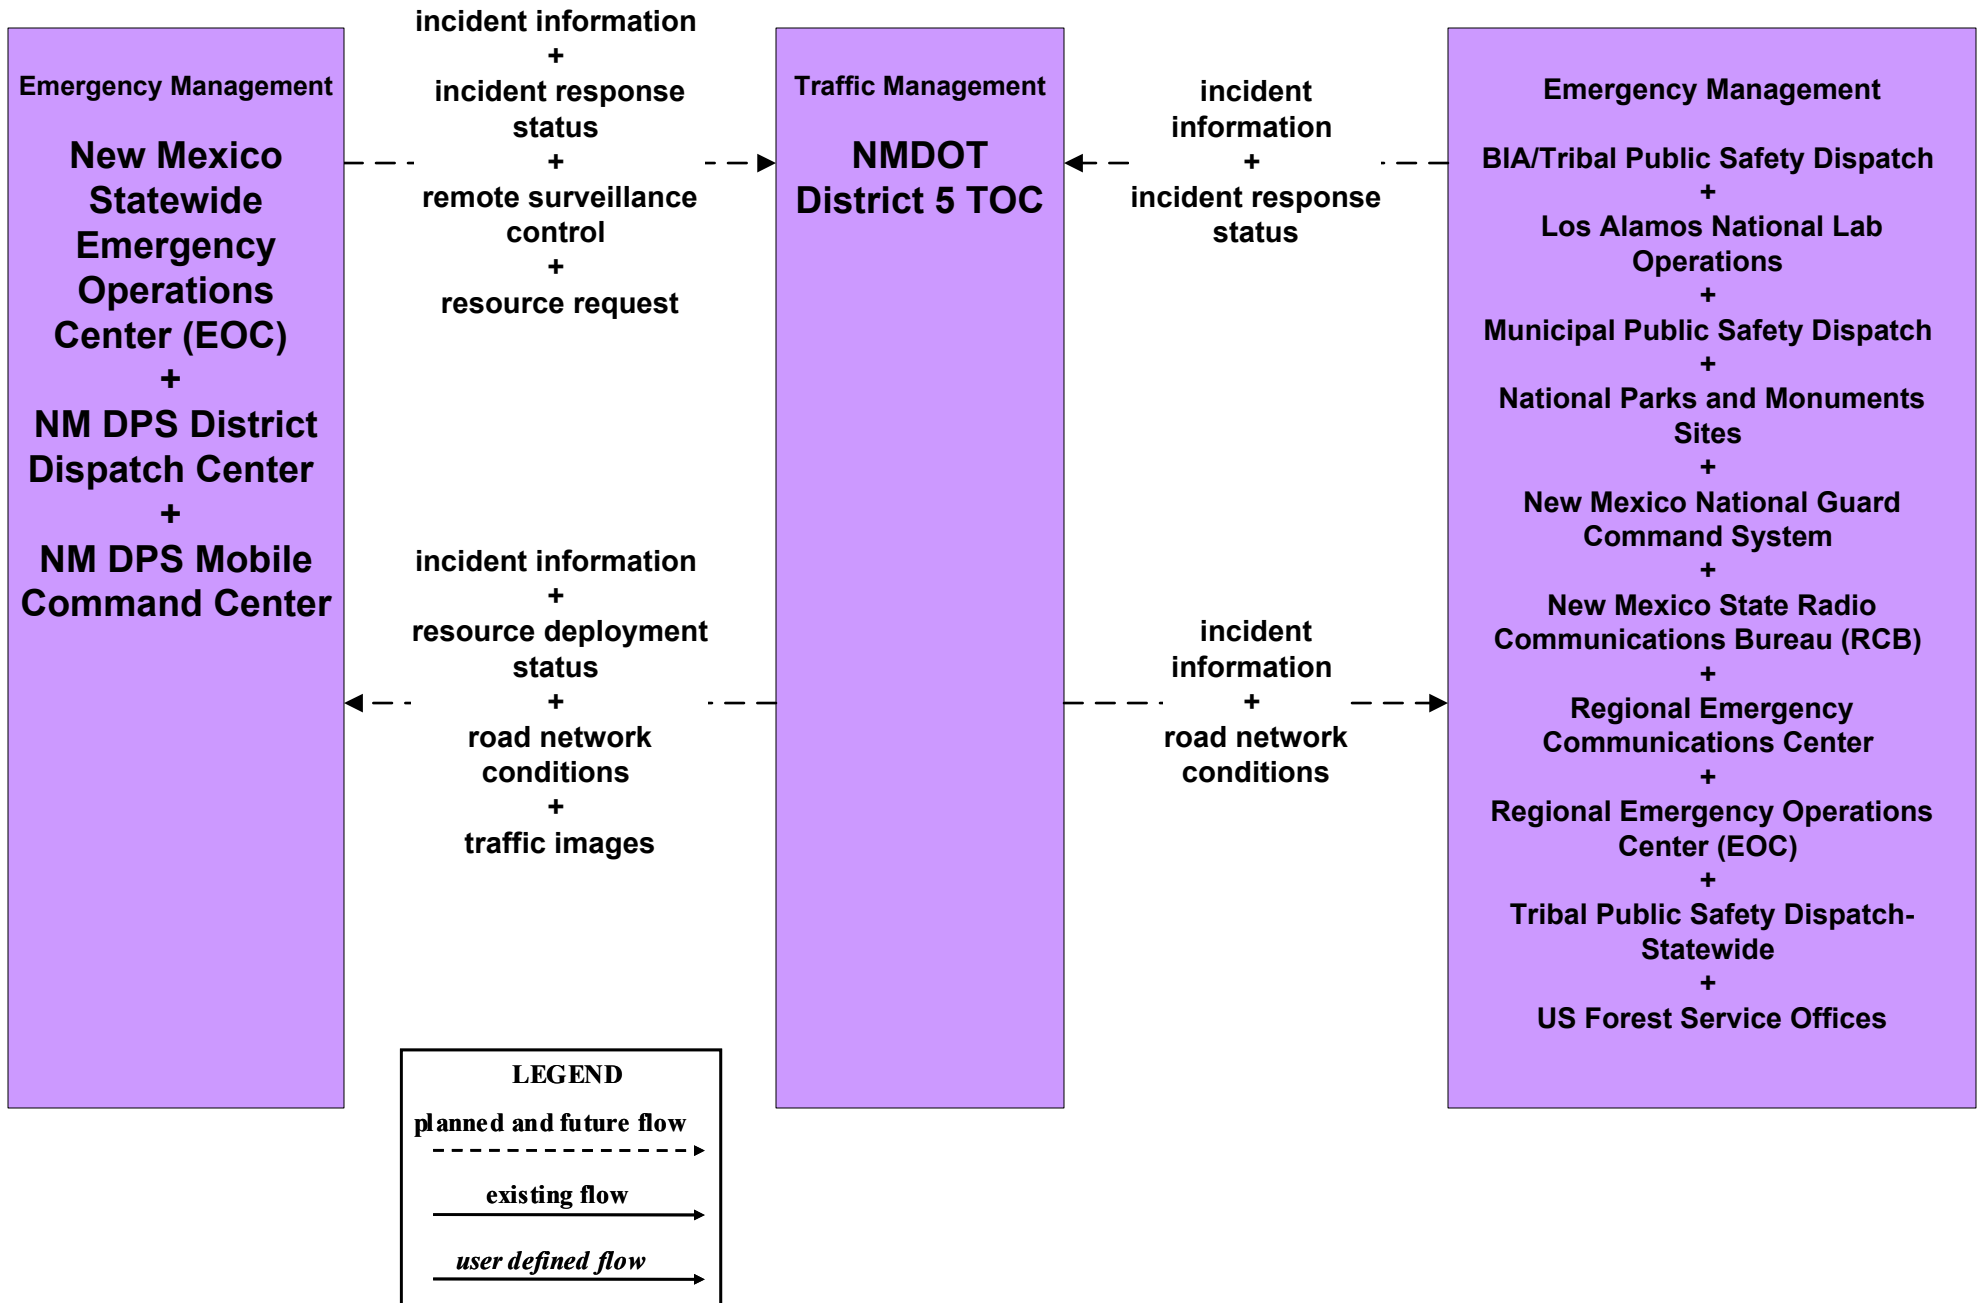 Emergency Management
New Mexico
Statewide
Emergency
Operations
Center (EOC)
+
NM DPS District
Dispatch Center
+
NM DPS Mobile
Command Center
incident information
+
incident response
status
+
remote surveillance
control
+
resource request
incident information
+
resource deployment
status
+
road network
conditions
+
traffic images
Traffic Management
NMDOT
District 5 TOC
incident
information
+
incident response
status
incident
information
+
road network
conditions
Emergency Management
BIA/Tribal Public Safety Dispatch
+
Los Alamos National Lab
Operations
+
Municipal Public Safety Dispatch
+
National Parks and Monuments
Sites
+
New Mexico National Guard
Command System
+
New Mexico State Radio
Communications Bureau (RCB)
+
Regional Emergency
Communications Center
+
Regional Emergency Operations
Center (EOC)
+
Tribal Public Safety Dispatch-
Statewide
+
US Forest Service Offices
LEGEND
planned and future flow
existing flow
user defined flow